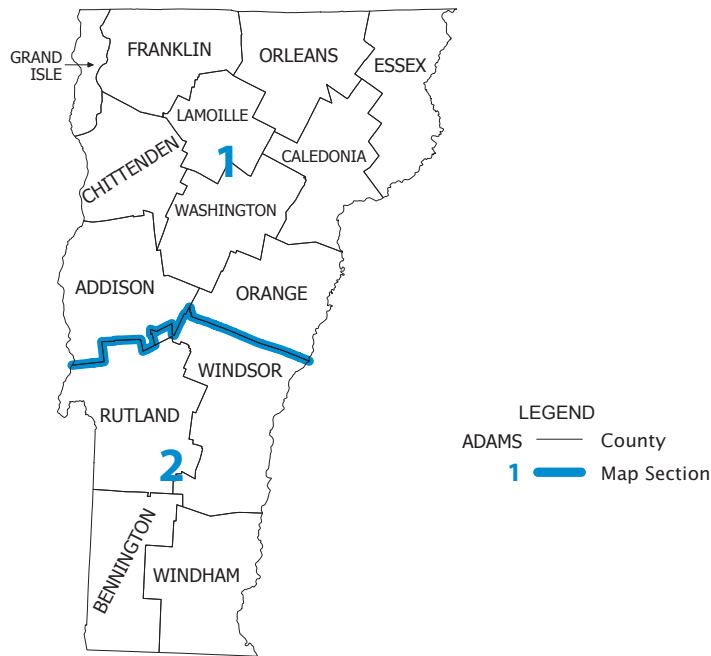 FRANKLIN
ORLEANS
GRAND
ISLE
ESSEX
LAMOILLE
1
CALEDONIA
CHITTENDEN
WASHINGTON
ADDISON
ORANGE
WINDSOR
RUTLAND
2
LEGEND
ADAMS County
1 Map Section
BENNINGTON
WINDHAM